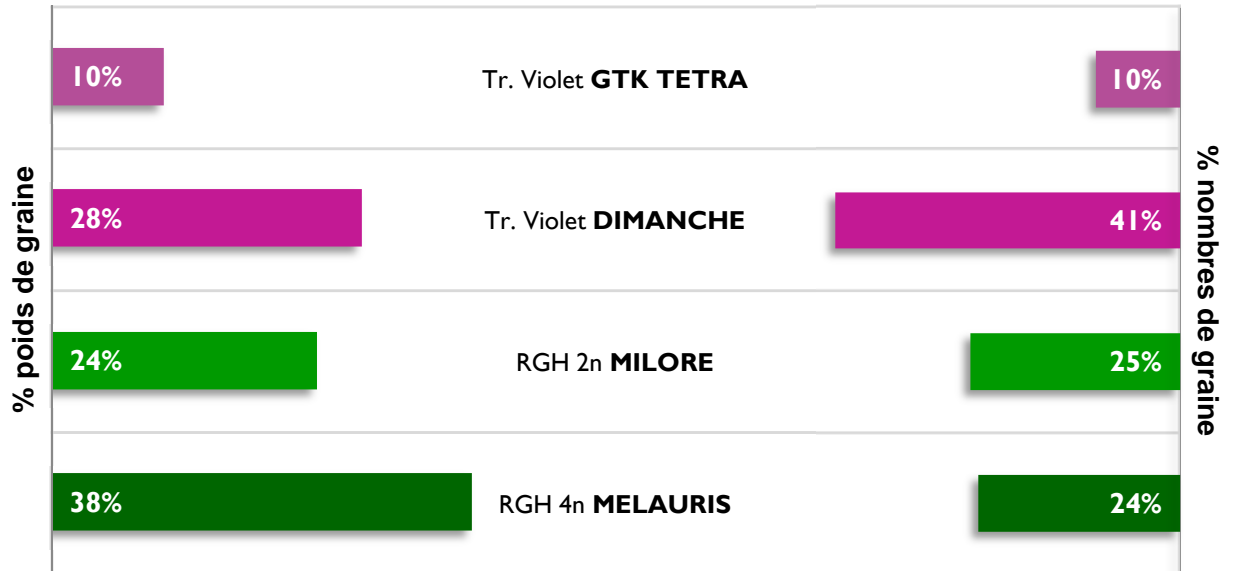 % poids de graine
10% Tr. Violet GTK TETRA 10%
28% Tr. Violet DIMANCHE 41%
24% RGH 2n MILORE 25%
38% RGH 4n MELAURIS 24%
% nombres de graine